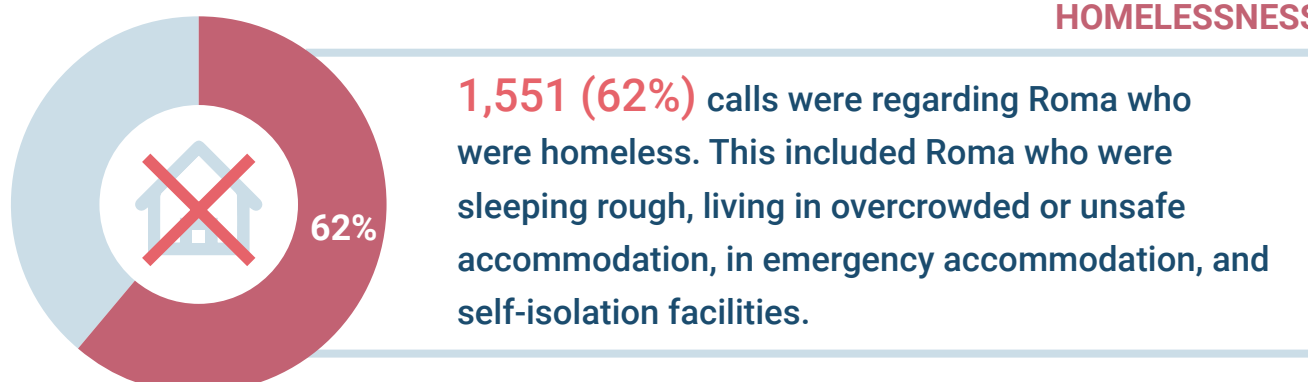 HOMELESSNESS
1,551 (62%) calls were regarding Roma who
were homeless. This included Roma who were
sleeping rough, living in overcrowded or unsafe
accommodation, in emergency accommodation, and
self-isolation facilities.
62%